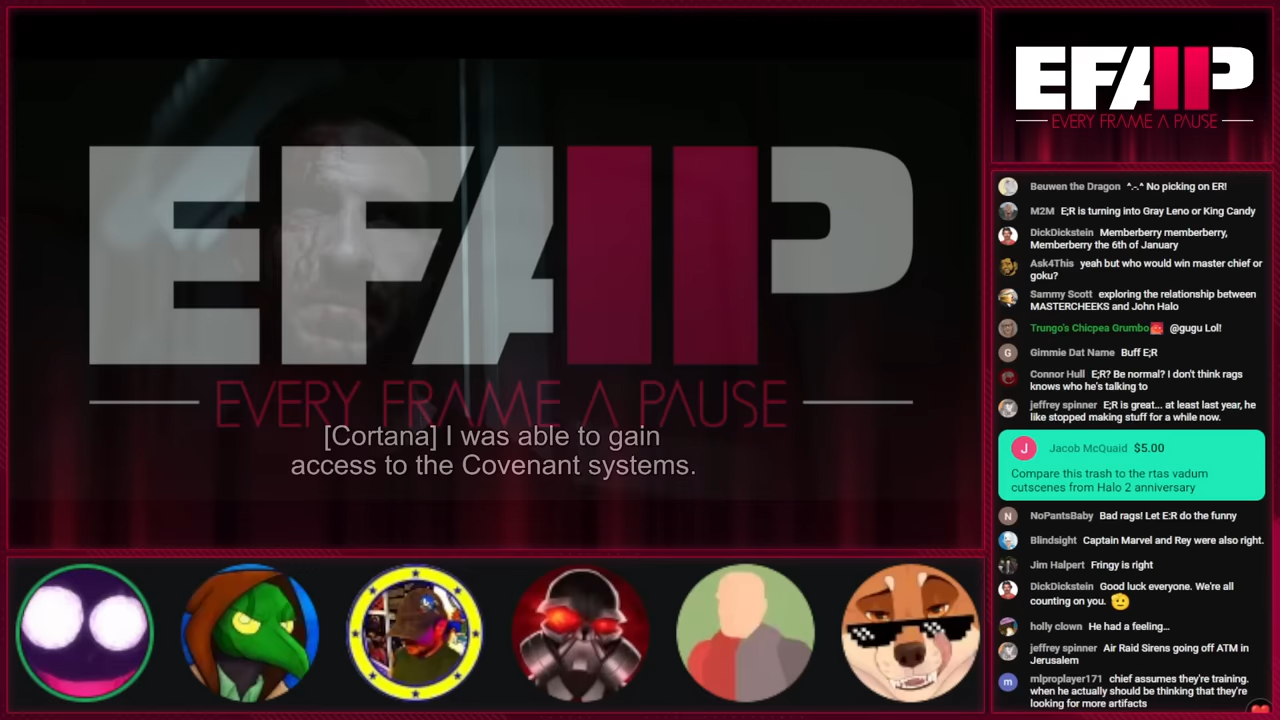 EFAP
EVERY FRAME A PAUSE
[Cortana] I was able to gain
access to the Covenant systems.
EFAP
EVERY FRAME A PAUSE
Beuwen the Dragon ^.-.^ No picking on ER!
M2M E;R is turning into Gray Leno or King Candy
DickDickstein Memberberry memberberry,
Memberberry the 6th of January
Ask4This yeah but who would win master chief or
goku?
Sammy Scott exploring the relationship between
MASTERCHEEKS and John Halo
Trungo's Chicpea Grumbo @gugu Lol!
G Gimmie Dat Name Buff E;R
Connor Hull E;R? Be normal? I don't think rags
knows who he's talking to
jeffrey spinner E;R is great... at least last year, he
like stopped making stuff for a while now.
J Jacob McQuaid $5.00
Compare this trash to the rtas vadum
cutscenes from Halo 2 anniversary
N NoPantsBaby Bad rags! Let E:R do the funny
Blindsight Captain Marvel and Rey were also right.
Jim Halpert Fringy is right
DickDickstein Good luck everyone. We're all
counting on you. 🫡
holly clown He had a feeling…
jeffrey spinner Air Raid Sirens going off ATM in
Jerusalem
m mlproplayer171 chief assumes they're training.
when he actually should be thinking that they're
looking for more artifacts